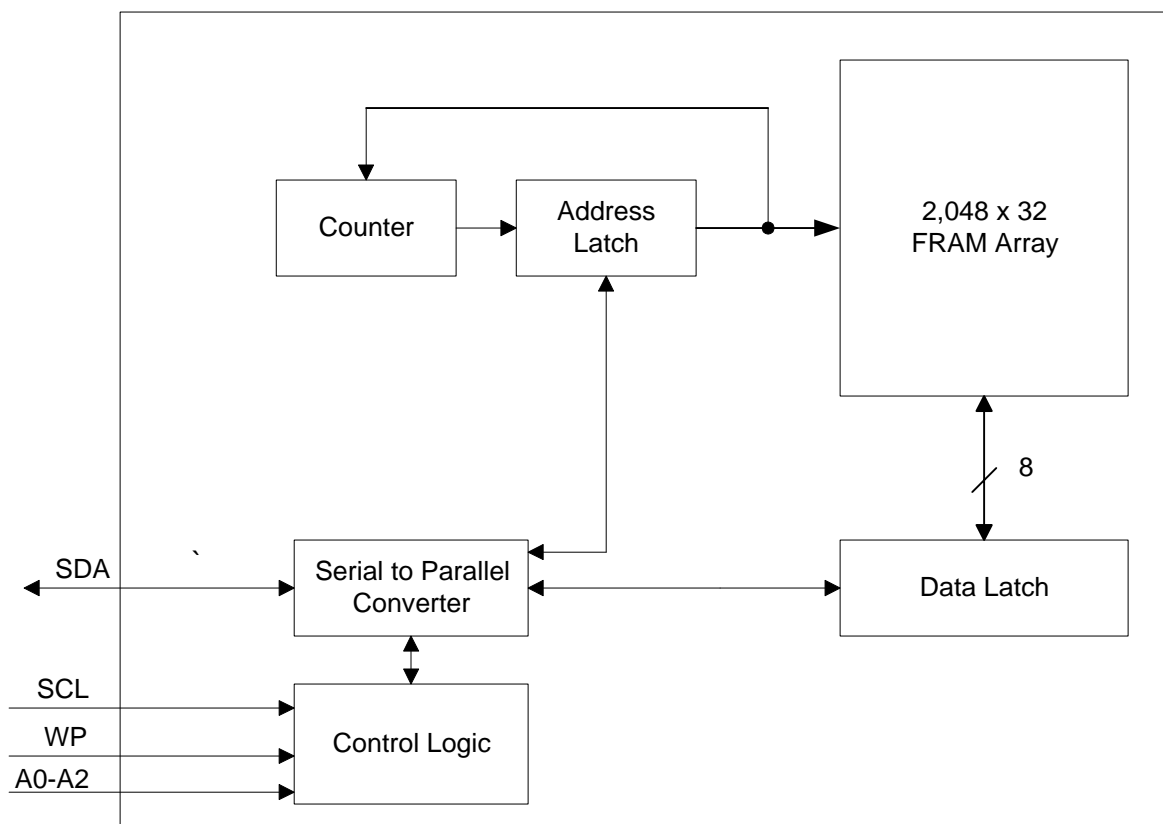 Counter
Address
Latch
2,048 x 32
FRAM Array
8
SDA
`
Serial to Parallel
Converter
Data Latch
SCL
WP
A0-A2
Control Logic